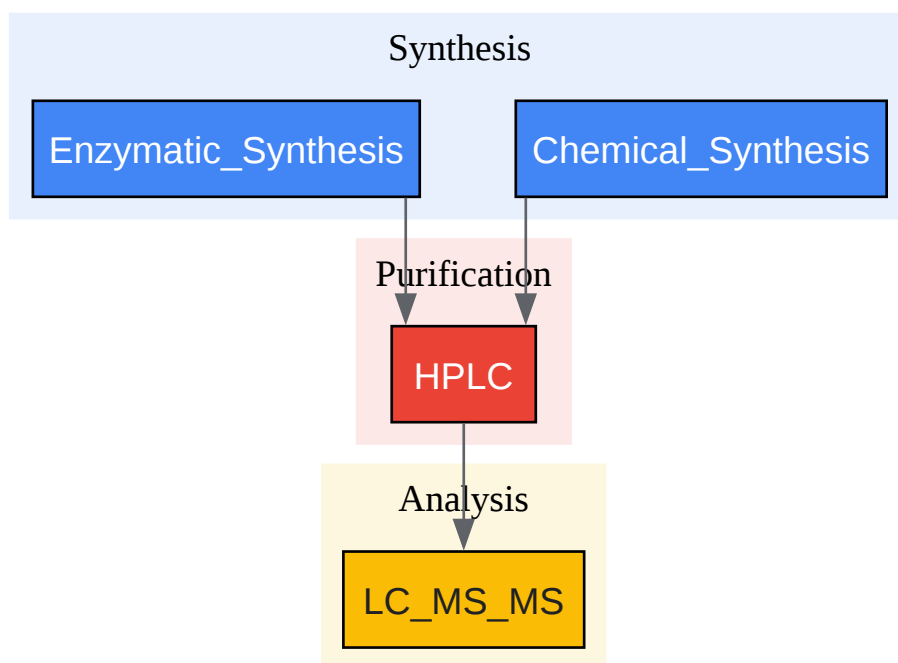 Synthesis
Enzymatic_Synthesis
Chemical_Synthesis
Purification
HPLC
Analysis
LC_MS_MS